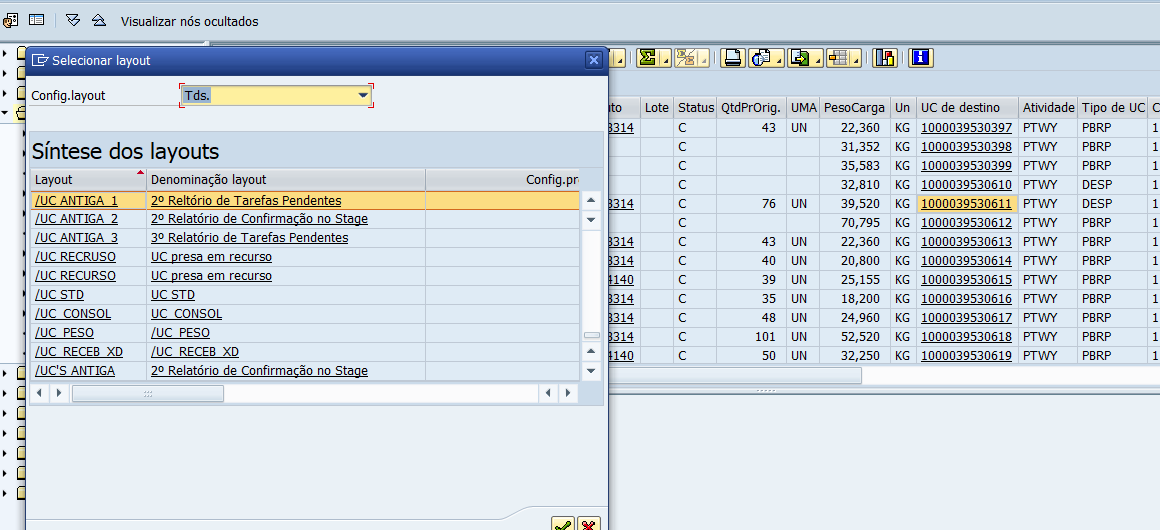 Visualizar nós ocultados
Selecionar layout
Config.layout Tds.
Síntese dos layouts
Layout Denominação layout Config.pr
/UC ANTIGA_1 2º Reltório de Tarefas Pendentes
/UC ANTIGA_2 2º Relatório de Confirmação no Stage
/UC ANTIGA_3 3º Relatório de Tarefas Pendentes
/UC RECRUSO UC presa em recurso
/UC RECURSO UC presa em recurso
/UC STD UC STD
/UC_CONSOL UC_CONSOL
/UC_PESO /UC_PESO
/UC_RECEB_XD /UC_RECEB_XD
/UC'S ANTIGA 2º Relatório de Confirmação no Stage
Lote Status QtdPrOrig. UMA PesoCarga Un UC de destino Atividade Tipo de UC C
3314 C 43 UN 22,360 KG 1000039530397 PTWY PBRP 1
C 31,352 KG 1000039530398 PTWY PBRP 1
C 35,583 KG 1000039530399 PTWY PBRP 1
C 32,810 KG 1000039530610 PTWY DESP 1
3314 C 76 UN 39,520 KG 1000039530611 PTWY DESP 1
C 70,795 KG 1000039530612 PTWY PBRP 1
3314 C 43 UN 22,360 KG 1000039530613 PTWY PBRP 1
3314 C 40 UN 20,800 KG 1000039530614 PTWY PBRP 1
4140 C 39 UN 25,155 KG 1000039530615 PTWY PBRP 1
3314 C 35 UN 18,200 KG 1000039530616 PTWY PBRP 1
3314 C 48 UN 24,960 KG 1000039530617 PTWY PBRP 1
3314 C 101 UN 52,520 KG 1000039530618 PTWY PBRP 1
4140 C 50 UN 32,250 KG 1000039530619 PTWY PBRP 1